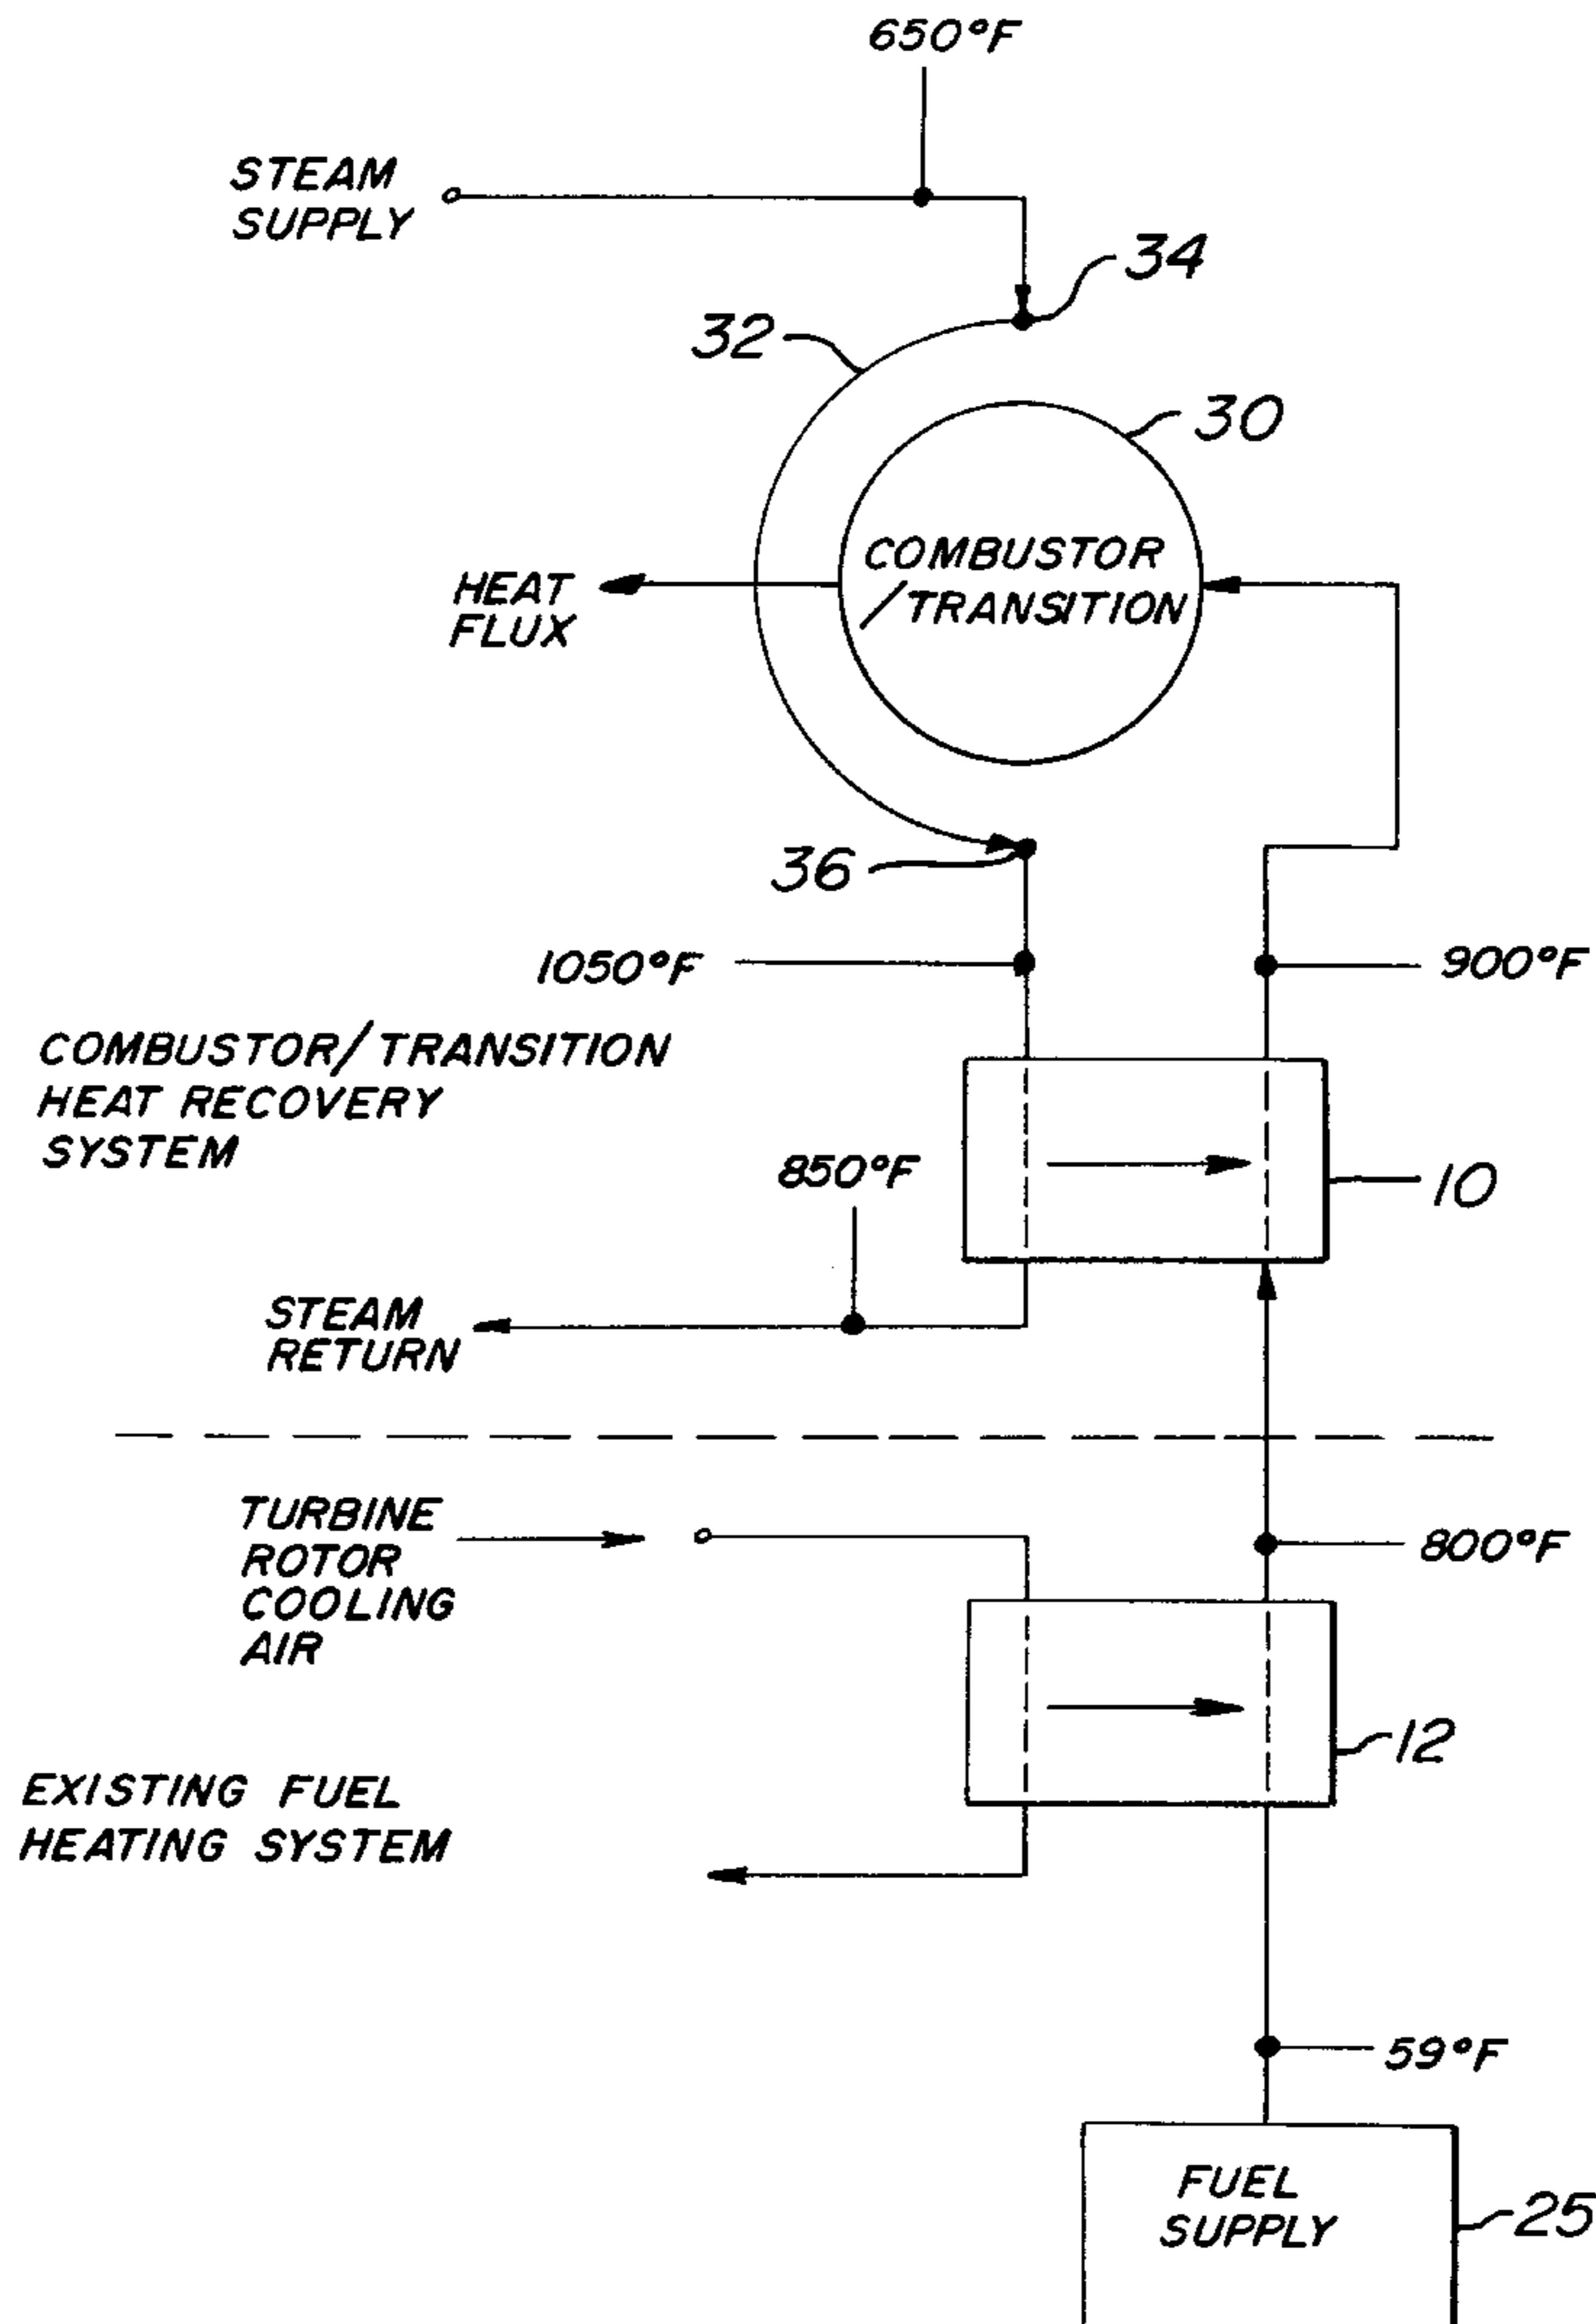 650°F
STEAM
SUPPLY
34
32
30
COMBUSTOR
/TRANSITION
HEAT
FLUX
36
1050°F
900°F
COMBUSTOR/TRANSITION
HEAT RECOVERY
SYSTEM
850°F
10
STEAM
RETURN
TURBINE
ROTOR
COOLING
AIR
800°F
12
EXISTING FUEL
HEATING SYSTEM
59°F
FUEL
SUPPLY
25